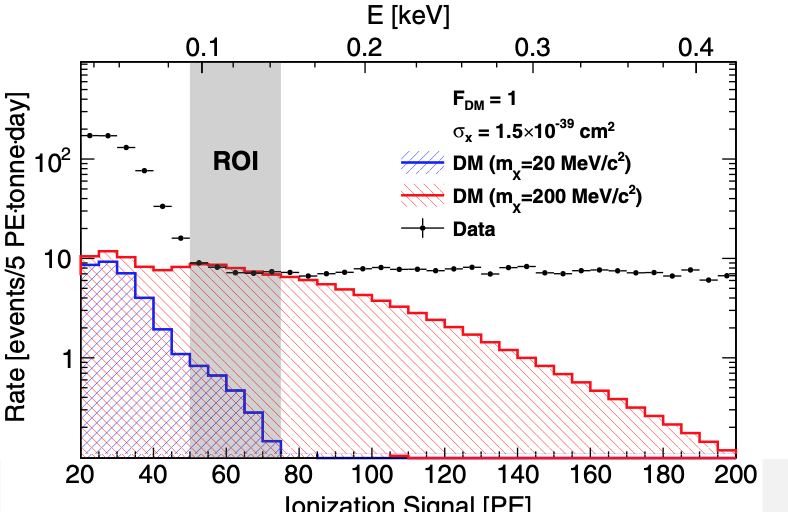 E [keV]
0.1 0.2 0.3 0.4
F_DM = 1
σ_x = 1.5×10^-39 cm^2
ROI
DM (m_χ=20 MeV/c^2)
DM (m_χ=200 MeV/c^2)
Data
Rate [events/5 PE·tonne·day]
10^2
10
1
20 40 60 80 100 120 140 160 180 200
Ionization Signal [PE]